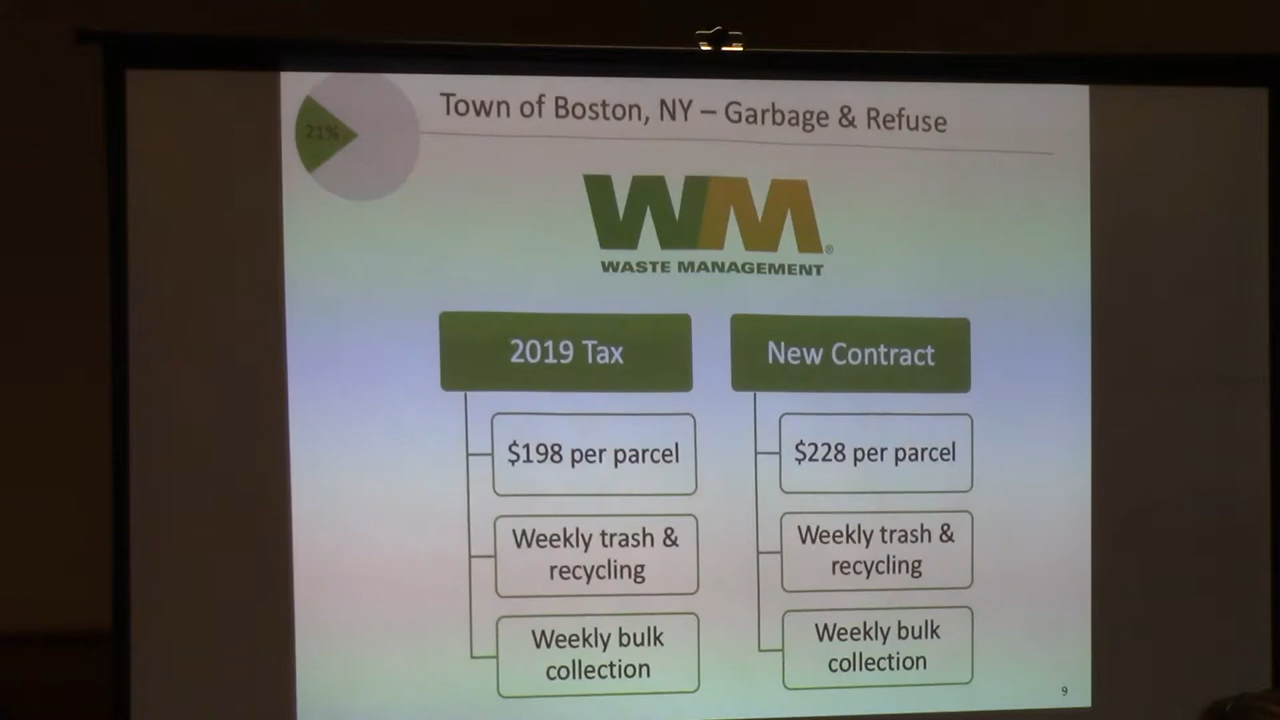 21%
Town of Boston, NY – Garbage & Refuse
WM®
WASTE MANAGEMENT
2019 Tax
$198 per parcel
Weekly trash &
recycling
Weekly bulk
collection
New Contract
$228 per parcel
Weekly trash &
recycling
Weekly bulk
collection
9